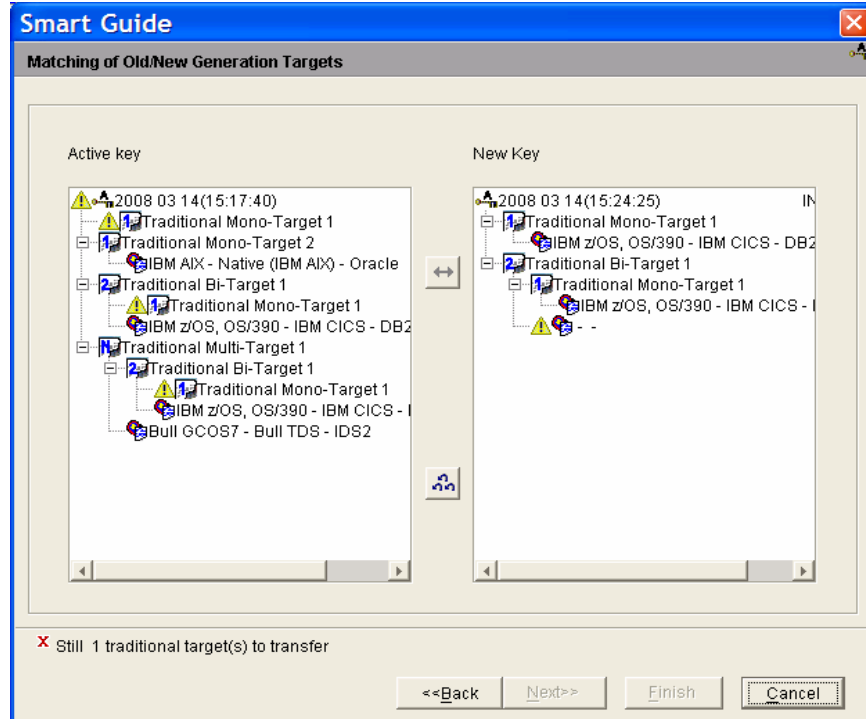 Smart Guide
Matching of Old/New Generation Targets
Active key
New Key
2008 03 14(15:17:40)
Traditional Mono-Target 1
Traditional Mono-Target 2
IBM AIX - Native (IBM AIX) - Oracle
Traditional Bi-Target 1
Traditional Mono-Target 1
IBM z/OS, OS/390 - IBM CICS - DB2
Traditional Multi-Target 1
Traditional Bi-Target 1
Traditional Mono-Target 1
IBM z/OS, OS/390 - IBM CICS -
Bull GCOS7 - Bull TDS - IDS2
2008 03 14(15:24:25) IN
Traditional Mono-Target 1
IBM z/OS, OS/390 - IBM CICS - DB2
Traditional Bi-Target 1
Traditional Mono-Target 1
IBM z/OS, OS/390 - IBM CICS -
- -
Still 1 traditional target(s) to transfer
<<Back
Next>>
Finish
Cancel